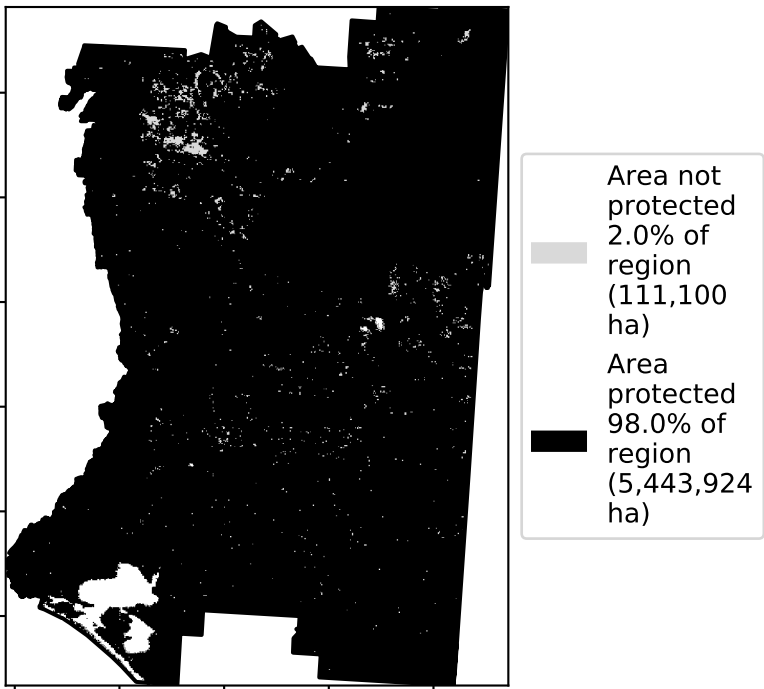 Area not
protected
2.0% of
region
(111,100
ha)
Area
protected
98.0% of
region
(5,443,924
ha)